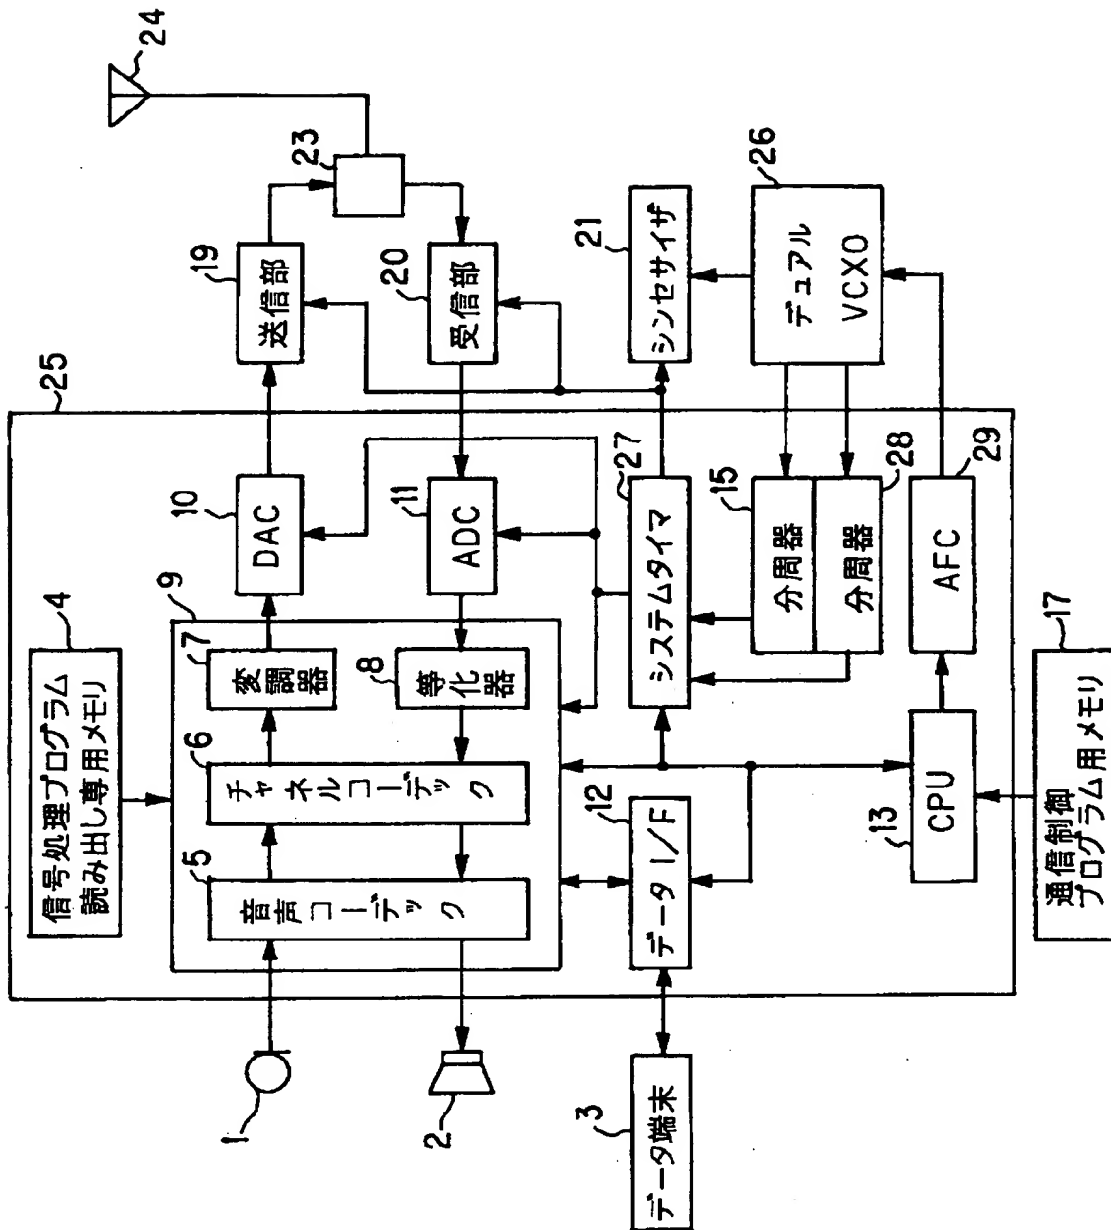 1
2
3
データ端末
4
信号処理プログラム
読み出し専用メモリ
5
音声コーデック
6
チャネルコーデック
7
変調器
8
等化器
9
10
DAC
11
ADC
12
データI/F
13
CPU
17
通信制御
プログラム用メモリ
27
システムタイマ
15
分周器
分周器
28
AFC
29
25
19
送信部
20
受信部
21
シンセサイザ
26
デュアル
VCXO
23
24